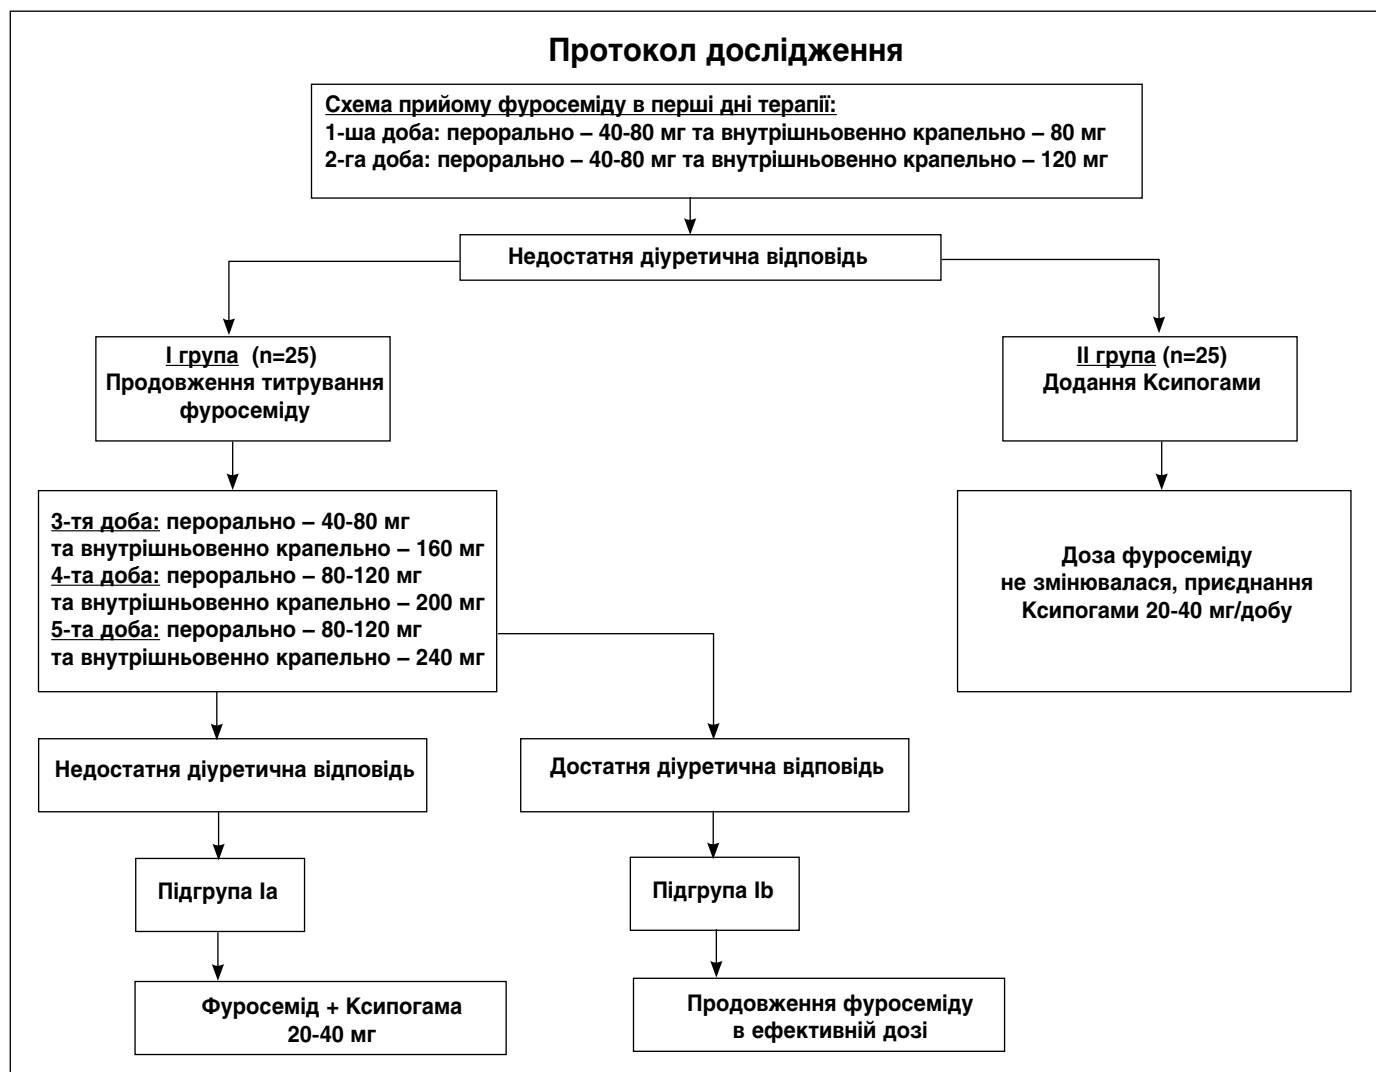 Протокол дослідження
Схема прийому фуросеміду в перші дні терапії:
1-ша доба: перорально – 40-80 мг та внутрішньовенно крапельно – 80 мг
2-га доба: перорально – 40-80 мг та внутрішньовенно крапельно – 120 мг
Недостатня діуретична відповідь
I група (n=25)
Продовження титрування
фуросеміду
II група (n=25)
Додання Ксипогами
3-тя доба: перорально – 40-80 мг
та внутрішньовенно крапельно – 160 мг
4-та доба: перорально – 80-120 мг
та внутрішньовенно крапельно – 200 мг
5-та доба: перорально – 80-120 мг
та внутрішньовенно крапельно – 240 мг
Доза фуросеміду
не змінювалася, приєднання
Ксипогами 20-40 мг/добу
Недостатня діуретична відповідь
Достатня діуретична відповідь
Підгрупа Ia
Підгрупа Ib
Фуросемід + Ксипогама
20-40 мг
Продовження фуросеміду
в ефективній дозі